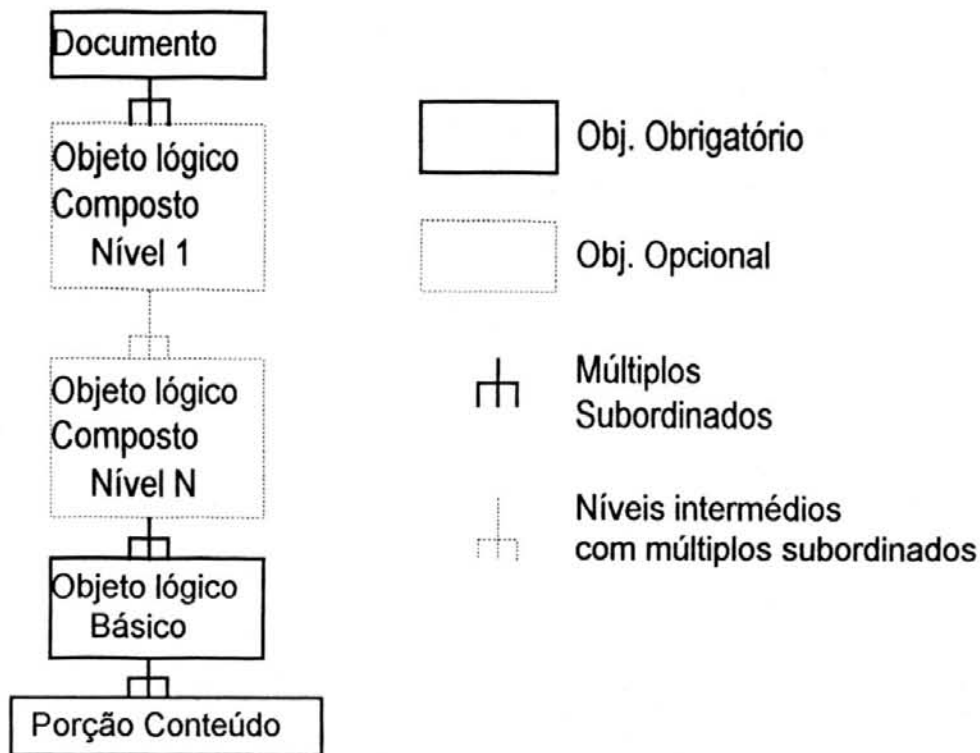 Documento
Objeto lógico
Composto
Nível 1
Objeto lógico
Composto
Nível N
Objeto lógico
Básico
Porção Conteúdo
Obj. Obrigatório
Obj. Opcional
Múltiplos
Subordinados
Níveis intermédios
com múltiplos subordinados